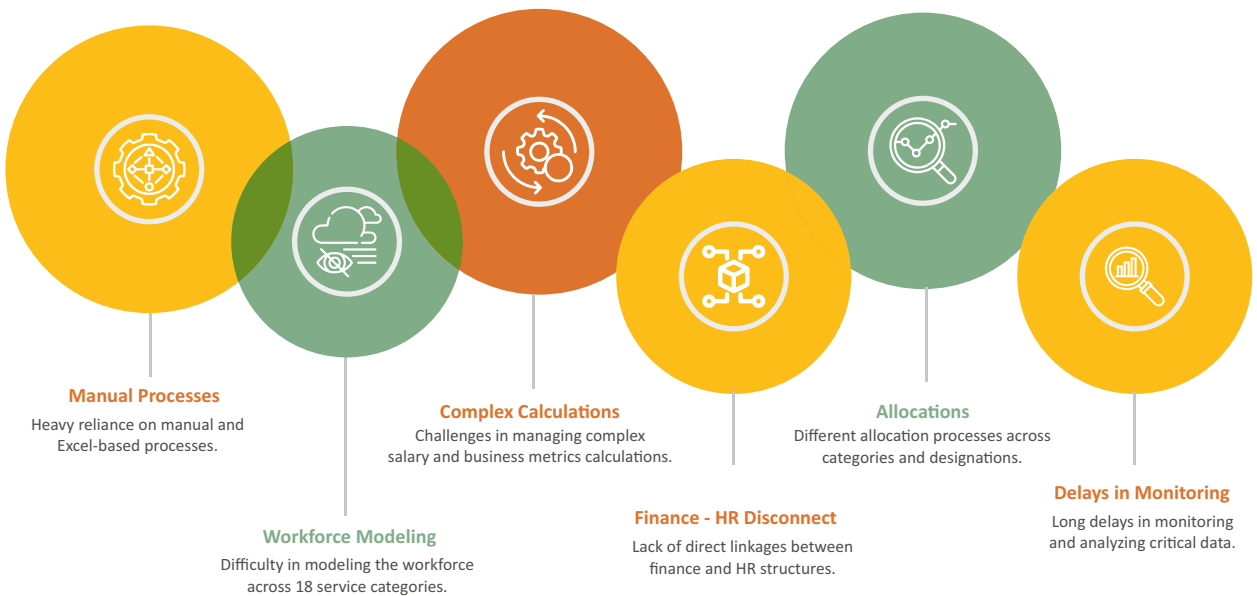 Manual Processes
Heavy reliance on manual and
Excel-based processes.
Workforce Modeling
Difficulty in modeling the workforce
across 18 service categories.
Complex Calculations
Challenges in managing complex
salary and business metrics calculations.
Finance - HR Disconnect
Lack of direct linkages between
finance and HR structures.
Allocations
Different allocation processes across
categories and designations.
Delays in Monitoring
Long delays in monitoring
and analyzing critical data.